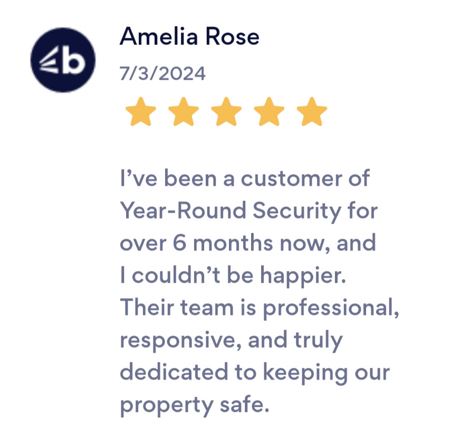 b
Amelia Rose
7/3/2024
I’ve been a customer of
Year-Round Security for
over 6 months now, and
I couldn’t be happier.
Their team is professional,
responsive, and truly
dedicated to keeping our
property safe.